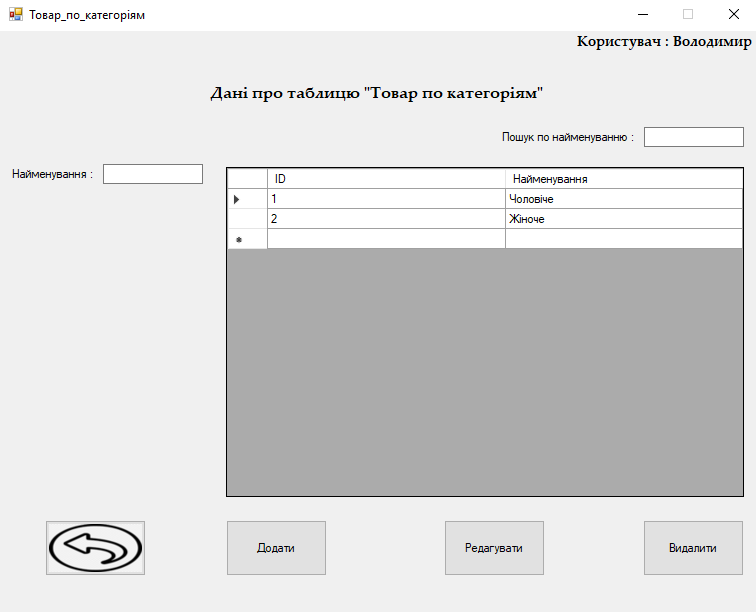 Товар_по_категоріям
Користувач : Володимир
Дані про таблицю "Товар по категоріям"
Пошук по найменуванню :
Найменування :
ID Найменування
1 Чоловіче
2 Жіноче
Додати Редагувати Видалити